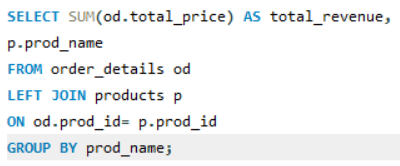 SELECT SUM(od.total_price) AS total_revenue,
p.prod_name
FROM order_details od
LEFT JOIN products p
ON od.prod_id= p.prod_id
GROUP BY prod_name;